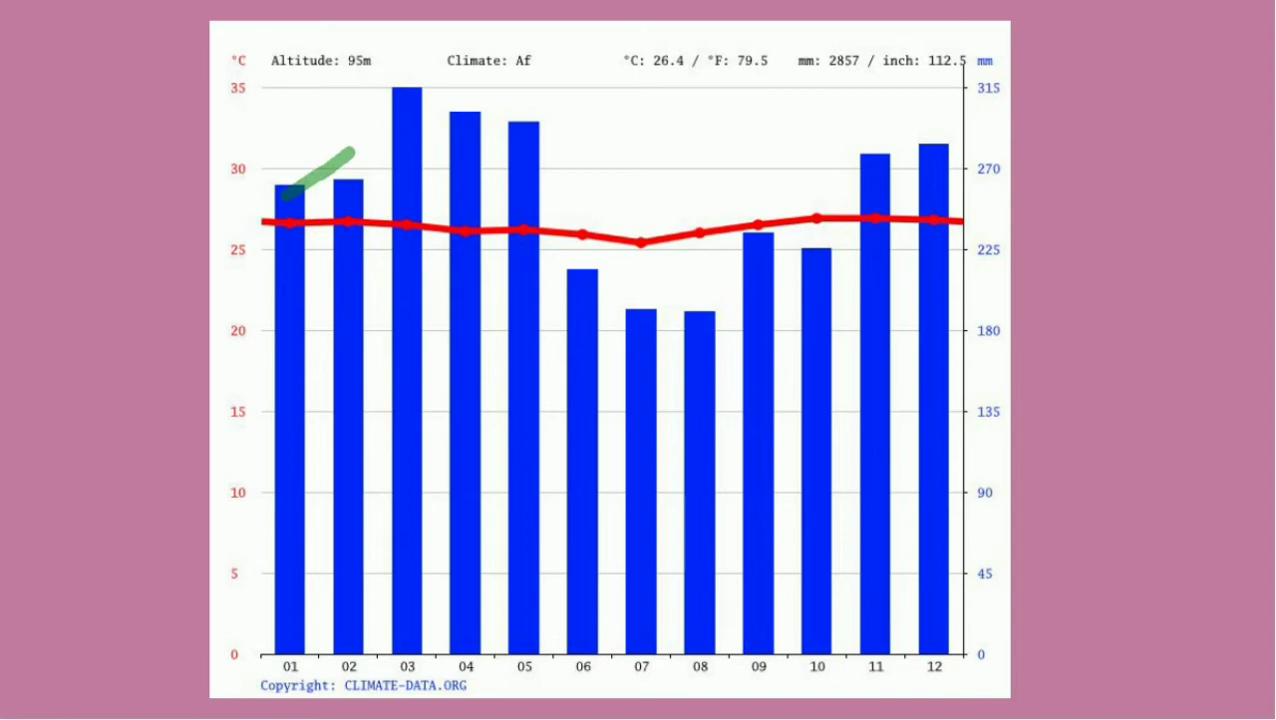 °C Altitude: 95m Climate: Af °C: 26.4 / °F: 79.5 mm: 2857 / inch: 112.5 mm
35 315
30 270
25 225
20 180
15 135
10 90
5 45
0 0
01 02 03 04 05 06 07 08 09 10 11 12
Copyright: CLIMATE-DATA.ORG